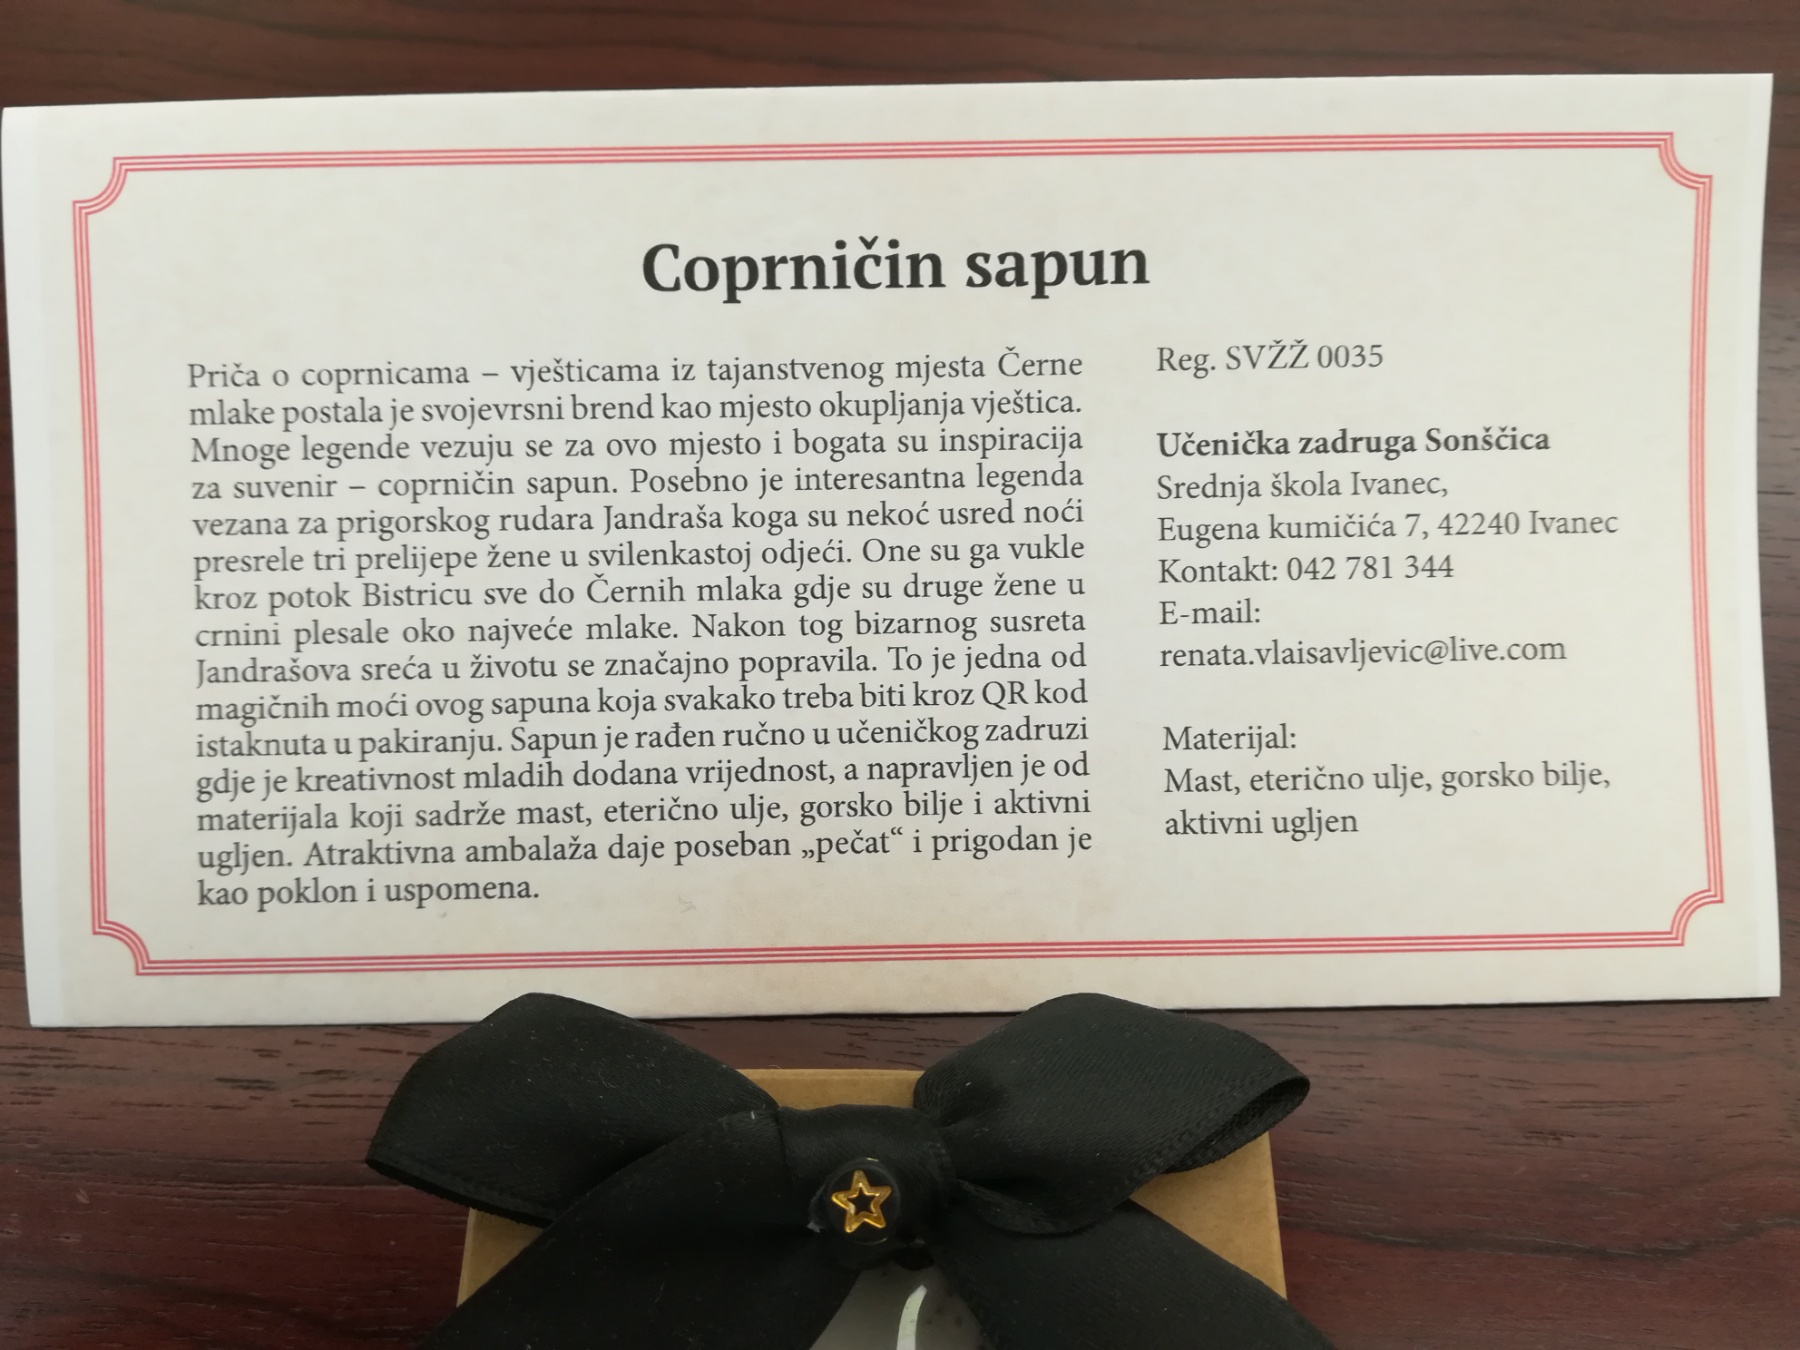 Coprničin sapun
Priča o coprnicama – vješticama iz tajanstvenog mjesta Černe
mlake postala je svojevrsni brend kao mjesto okupljanja vještica.
Mnoge legende vezuju se za ovo mjesto i bogata su inspiracija
za suvenir – coprničin sapun. Posebno je interesantna legenda
vezana za prigorskog rudara Jandraša koga su nekoć usred noći
presrele tri prelijepe žene u svilenkastoj odjeći. One su ga vukle
kroz potok Bistricu sve do Černih mlaka gdje su druge žene u
crnini plesale oko najveće mlake. Nakon tog bizarnog susreta
Jandrašova sreća u životu se značajno popravila. To je jedna od
magičnih moći ovog sapuna koja svakako treba biti kroz QR kod
istaknuta u pakiranju. Sapun je rađen ručno u učeničkog zadruzi
gdje je kreativnost mladih dodana vrijednost, a napravljen je od
materijala koji sadrže mast, eterično ulje, gorsko bilje i aktivni
ugljen. Atraktivna ambalaža daje poseban „pečat“ i prigodan je
kao poklon i uspomena.
Reg. SVŽŽ 0035
Učenička zadruga Sonščica
Srednja škola Ivanec,
Eugena kumičića 7, 42240 Ivanec
Kontakt: 042 781 344
E-mail:
renata.vlaisavljevic@live.com
Materijal:
Mast, eterično ulje, gorsko bilje,
aktivni ugljen